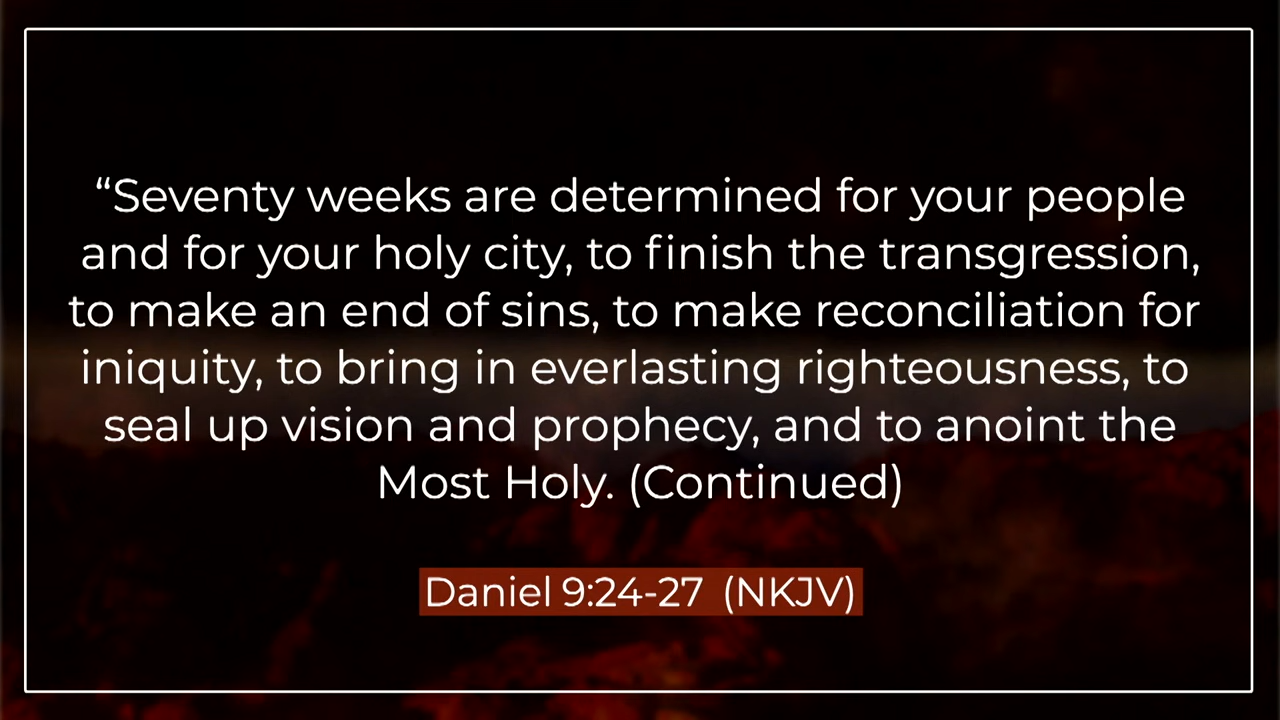 “Seventy weeks are determined for your people
and for your holy city, to finish the transgression,
to make an end of sins, to make reconciliation for
iniquity, to bring in everlasting righteousness, to
seal up vision and prophecy, and to anoint the
Most Holy. (Continued)
Daniel 9:24-27 (NKJV)